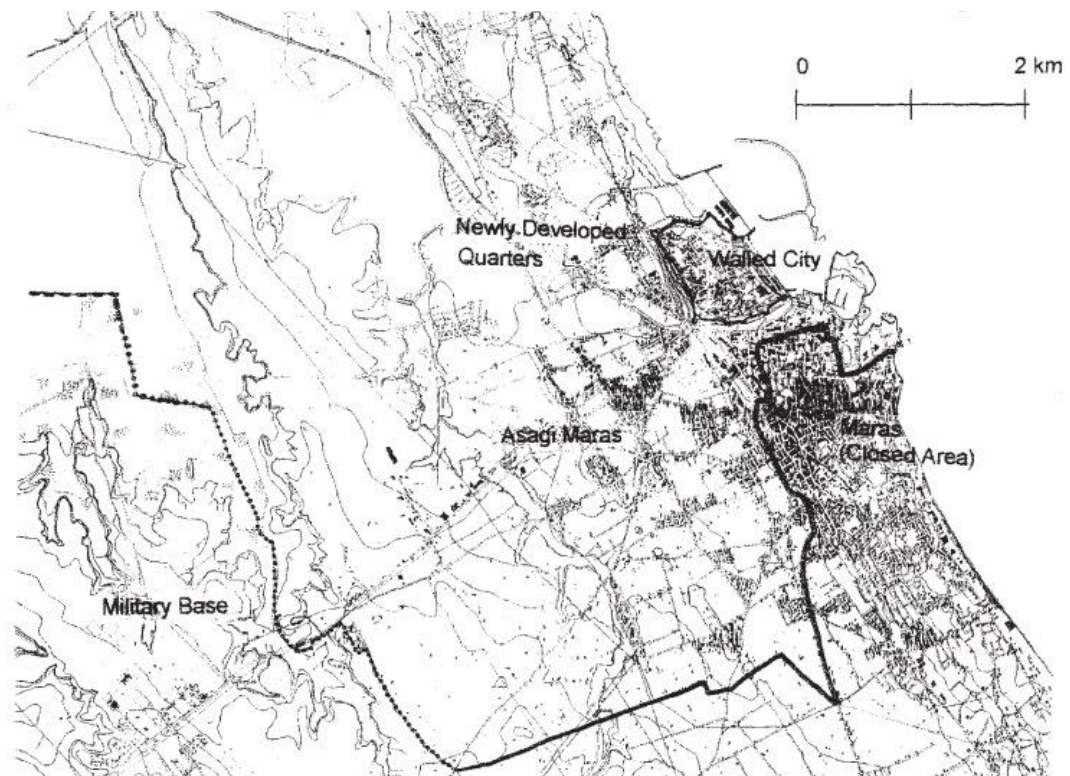 0 2 km
Newly Developed
Quarters
Walled City
Asagi Maras
Maras
(Closed Area)
Military Base